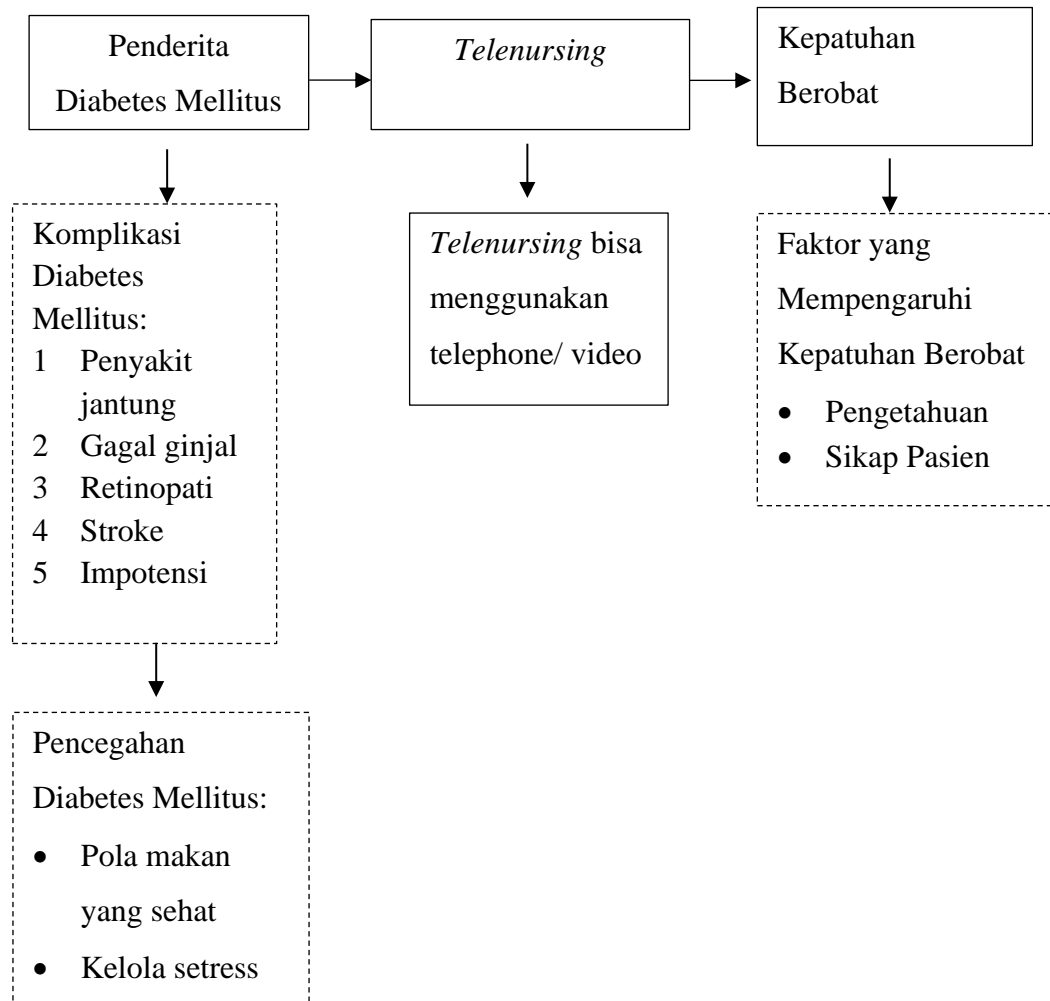 Penderita
Diabetes Mellitus
Telenursing
Kepatuhan
Berobat
Komplikasi
Diabetes
Mellitus:
1 Penyakit
jantung
2 Gagal ginjal
3 Retinopati
4 Stroke
5 Impotensi
Telenursing bisa
menggunakan
telephone/ video
Faktor yang
Mempengaruhi
Kepatuhan Berobat
• Pengetahuan
• Sikap Pasien
Pencegahan
Diabetes Mellitus:
• Pola makan
yang sehat
• Kelola setress